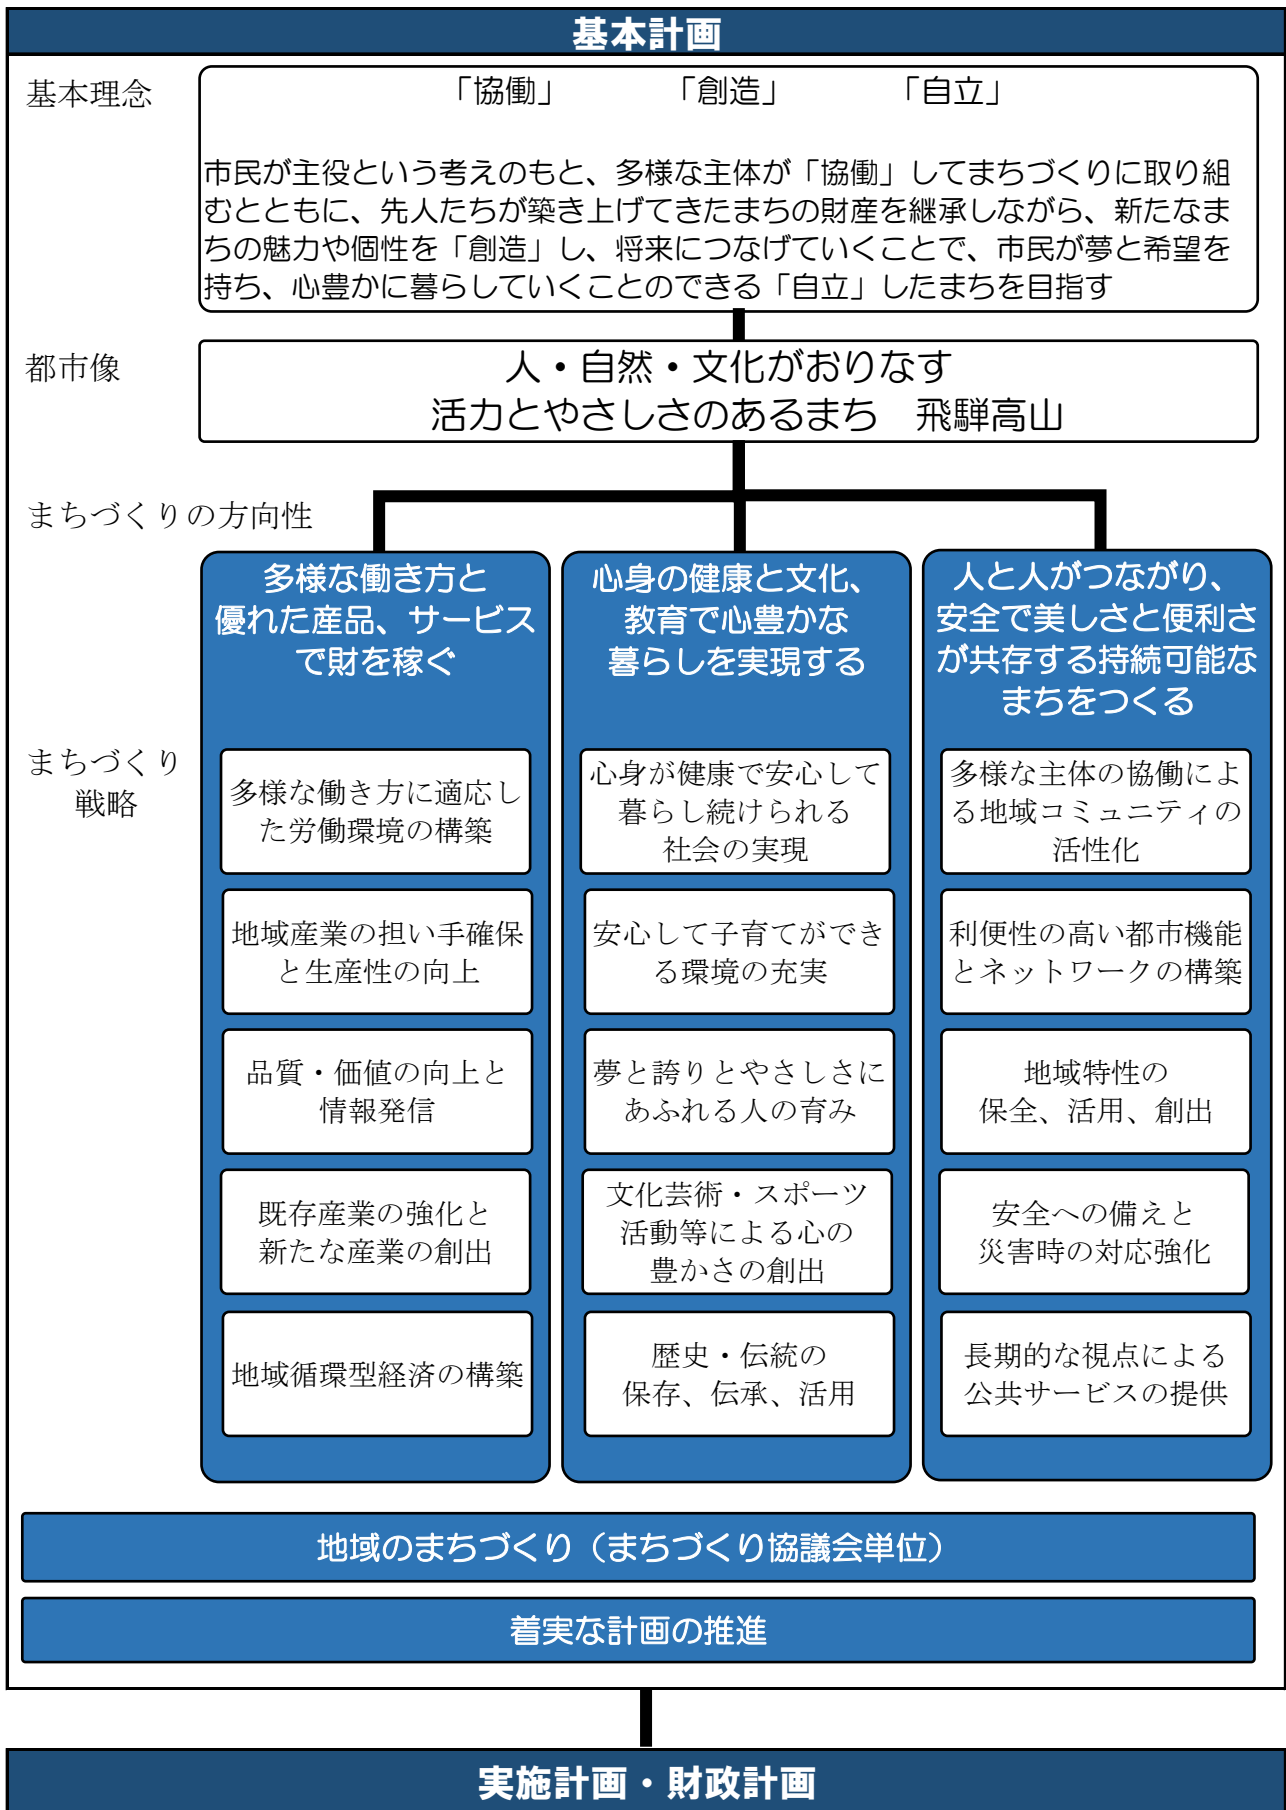 基本計画
基本理念
「協働」　「創造」　「自立」
市民が主役という考えのもと、多様な主体が「協働」してまちづくりに取り組
むとともに、先人たちが築き上げてきたまちの財産を継承しながら、新たなま
ちの魅力や個性を「創造」し、将来につなげていくことで、市民が夢と希望を
持ち、心豊かに暮らしていくことのできる「自立」したまちを目指す
都市像
人・自然・文化がおりなす
活力とやさしさのあるまち　飛騨高山
まちづくりの方向性
多様な働き方と
優れた産品、サービス
で財を稼ぐ
心身の健康と文化、
教育で心豊かな
暮らしを実現する
人と人がつながり、
安全で美しさと便利さ
が共存する持続可能な
まちをつくる
まちづくり
戦略
多様な働き方に適応し
た労働環境の構築
地域産業の担い手確保
と生産性の向上
品質・価値の向上と
情報発信
既存産業の強化と
新たな産業の創出
地域循環型経済の構築
心身が健康で安心して
暮らし続けられる
社会の実現
安心して子育てができ
る環境の充実
夢と誇りとやさしさに
あふれる人の育み
文化芸術・スポーツ
活動等による心の
豊かさの創出
歴史・伝統の
保存、伝承、活用
多様な主体の協働によ
る地域コミュニティの
活性化
利便性の高い都市機能
とネットワークの構築
地域特性の
保全、活用、創出
安全への備えと
災害時の対応強化
長期的な視点による
公共サービスの提供
地域のまちづくり（まちづくり協議会単位）
着実な計画の推進
実施計画・財政計画